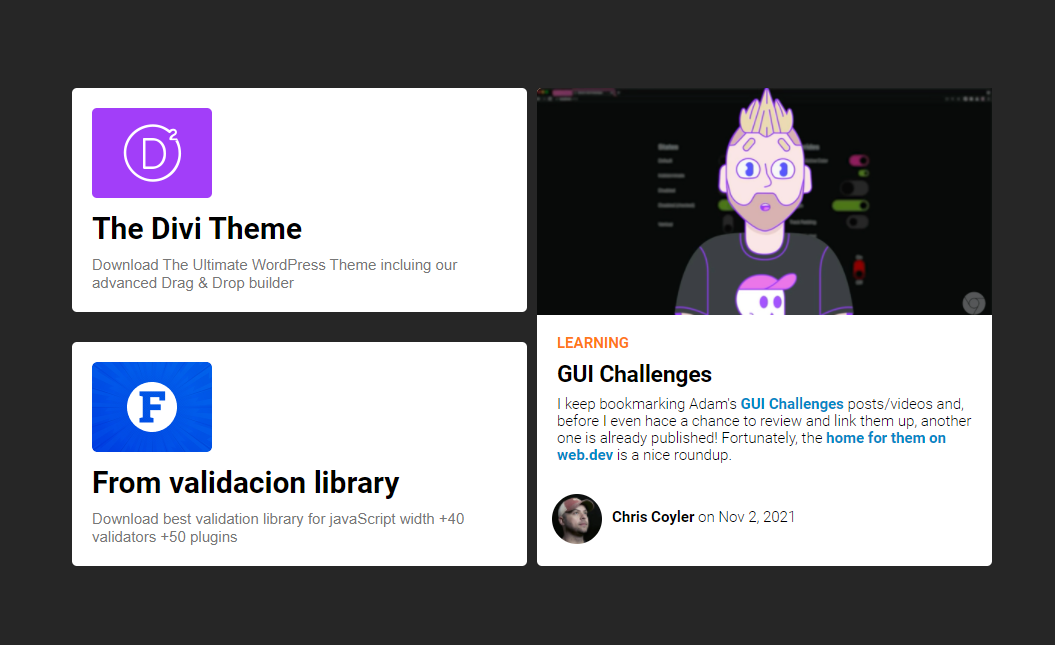 D2
The Divi Theme
Download The Ultimate WordPress Theme incluing our
advanced Drag & Drop builder
F
From validacion library
Download best validation library for javaScript width +40
validators +50 plugins
LEARNING
GUI Challenges
I keep bookmarking Adam's GUI Challenges posts/videos and,
before I even hace a chance to review and link them up, another
one is already published! Fortunately, the home for them on
web.dev is a nice roundup.
Chris Coyler on Nov 2, 2021